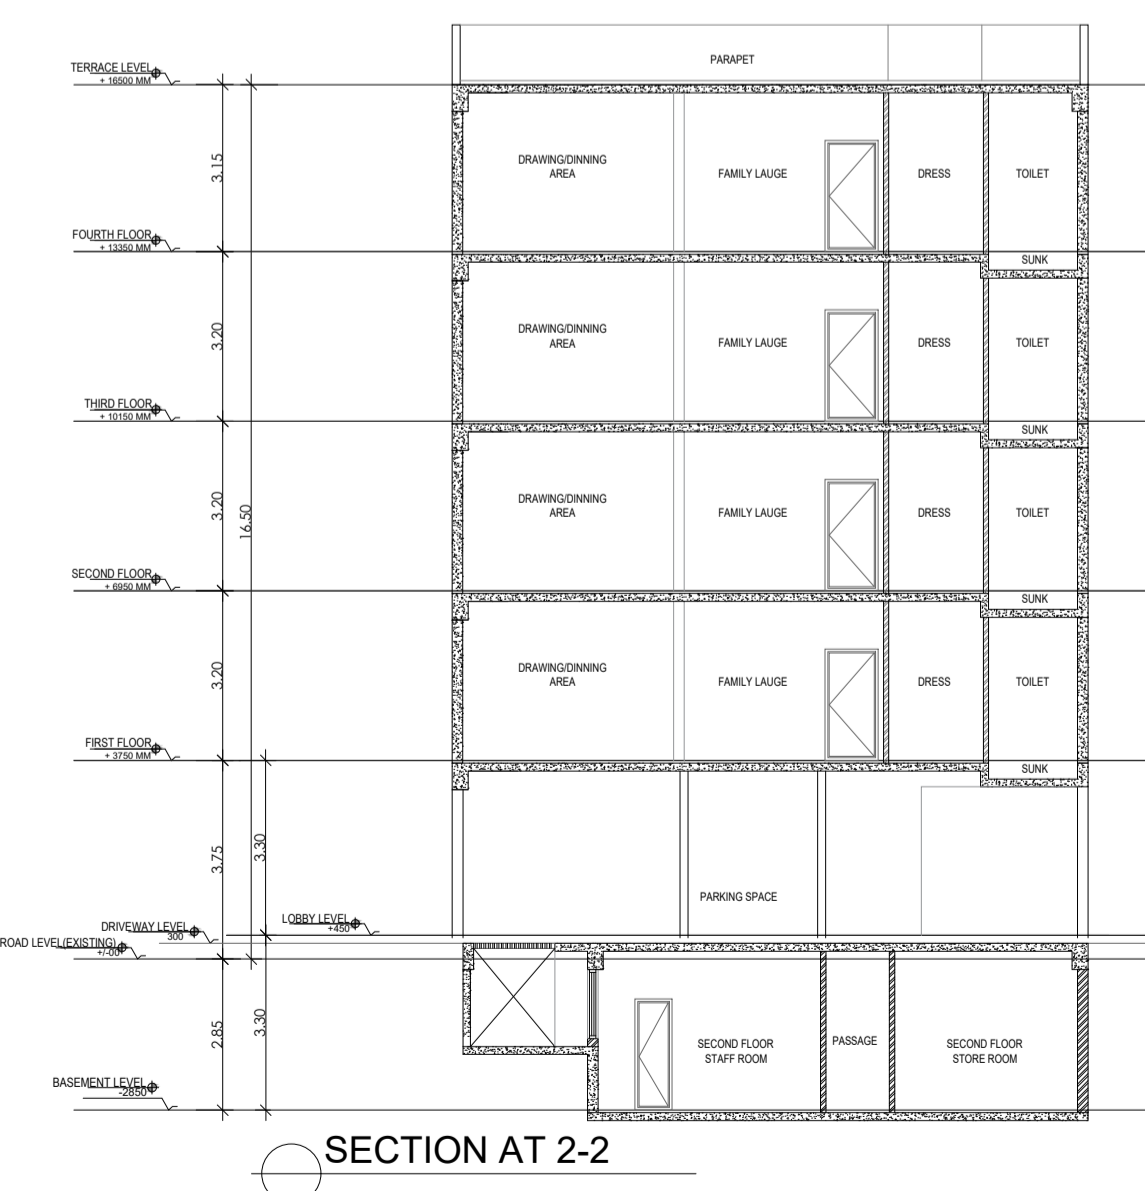 PARAPET
TERRACE LEVEL
+ 16500 MM
3.15
DRAWING/DINNING
AREA
FAMILY LAUGE
DRESS
TOILET
FOURTH FLOOR
+ 13350 MM
SUNK
3.20
DRAWING/DINNING
AREA
FAMILY LAUGE
DRESS
TOILET
THIRD FLOOR
+ 10150 MM
SUNK
3.20
16.50
DRAWING/DINNING
AREA
FAMILY LAUGE
DRESS
TOILET
SECOND FLOOR
+ 6950 MM
SUNK
3.20
DRAWING/DINNING
AREA
FAMILY LAUGE
DRESS
TOILET
FIRST FLOOR
+ 3750 MM
SUNK
3.75
3.30
PARKING SPACE
LOBBY LEVEL
+450
DRIVEWAY LEVEL
300
ROAD LEVEL(EXISTING)
+/-00
2.85
3.30
SECOND FLOOR
STAFF ROOM
PASSAGE
SECOND FLOOR
STORE ROOM
BASEMENT LEVEL
-2850
SECTION AT 2-2